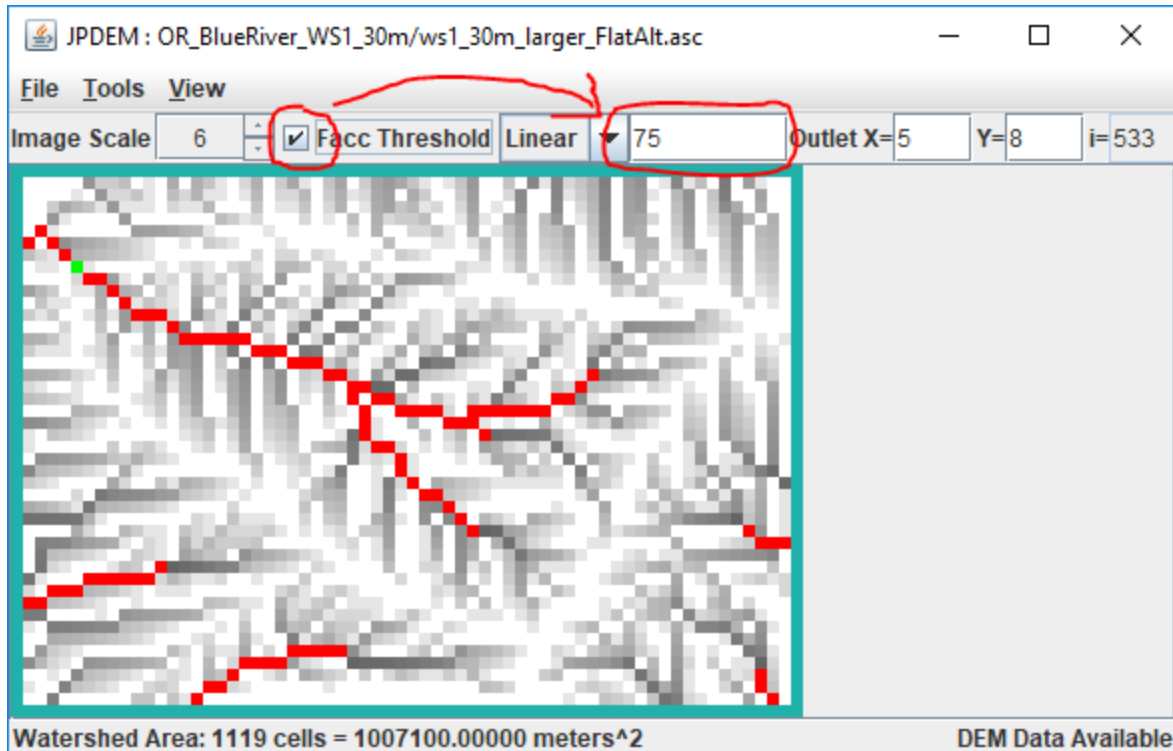 JPDEM : OR_BlueRiver_WS1_30m/ws1_30m_larger_FlatAlt.asc
File Tools View
Image Scale 6 Facc Threshold Linear 75 Outlet X= 5 Y= 8 i= 533
Watershed Area: 1119 cells = 1007100.00000 meters^2 DEM Data Available